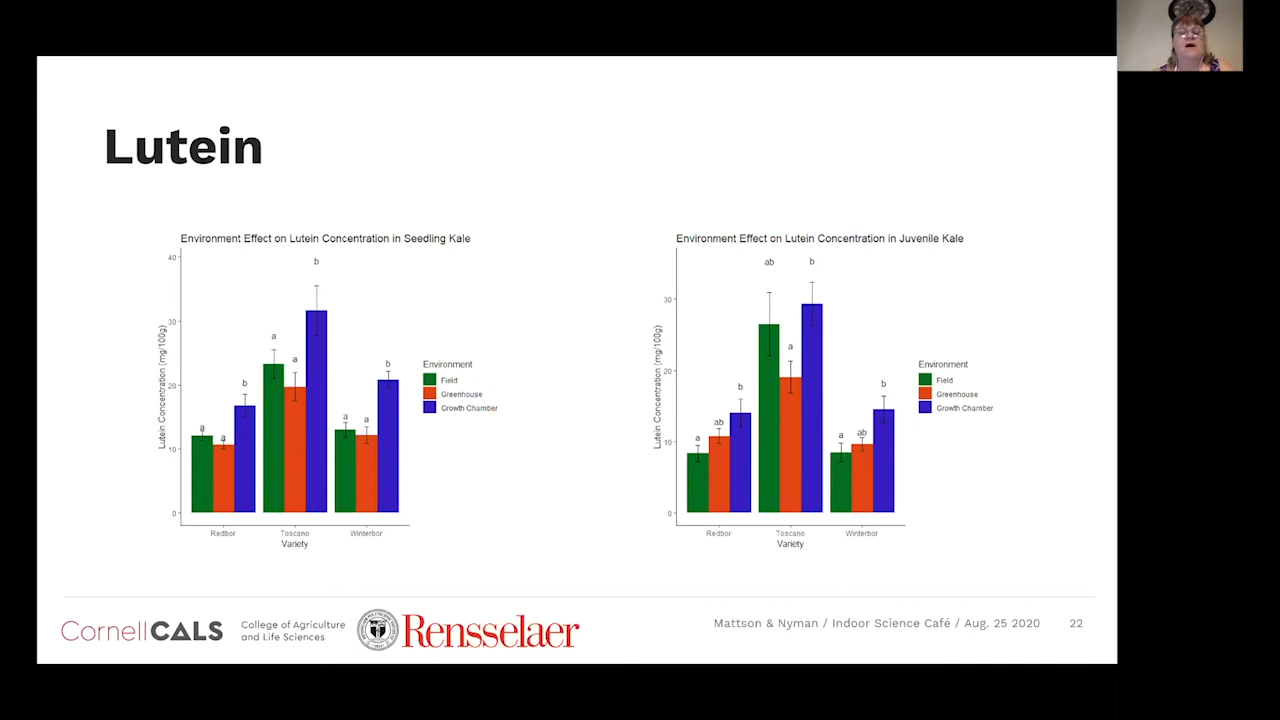 Lutein
Environment Effect on Lutein Concentration in Seedling Kale
Lutein Concentration (mg/100g)
40
30
20
10
0
a
a
b
a
a
b
a
a
b
Redbor
Toscano
Winterbor
Variety
Environment
Field
Greenhouse
Growth Chamber
Environment Effect on Lutein Concentration in Juvenile Kale
Lutein Concentration (mg/100g)
30
20
10
0
a
ab
b
ab
a
b
a
ab
b
Redbor
Toscano
Winterbor
Variety
Environment
Field
Greenhouse
Growth Chamber
CornellCALS
College of Agriculture
and Life Sciences
Rensselaer
Mattson & Nyman / Indoor Science Café / Aug. 25 2020
22